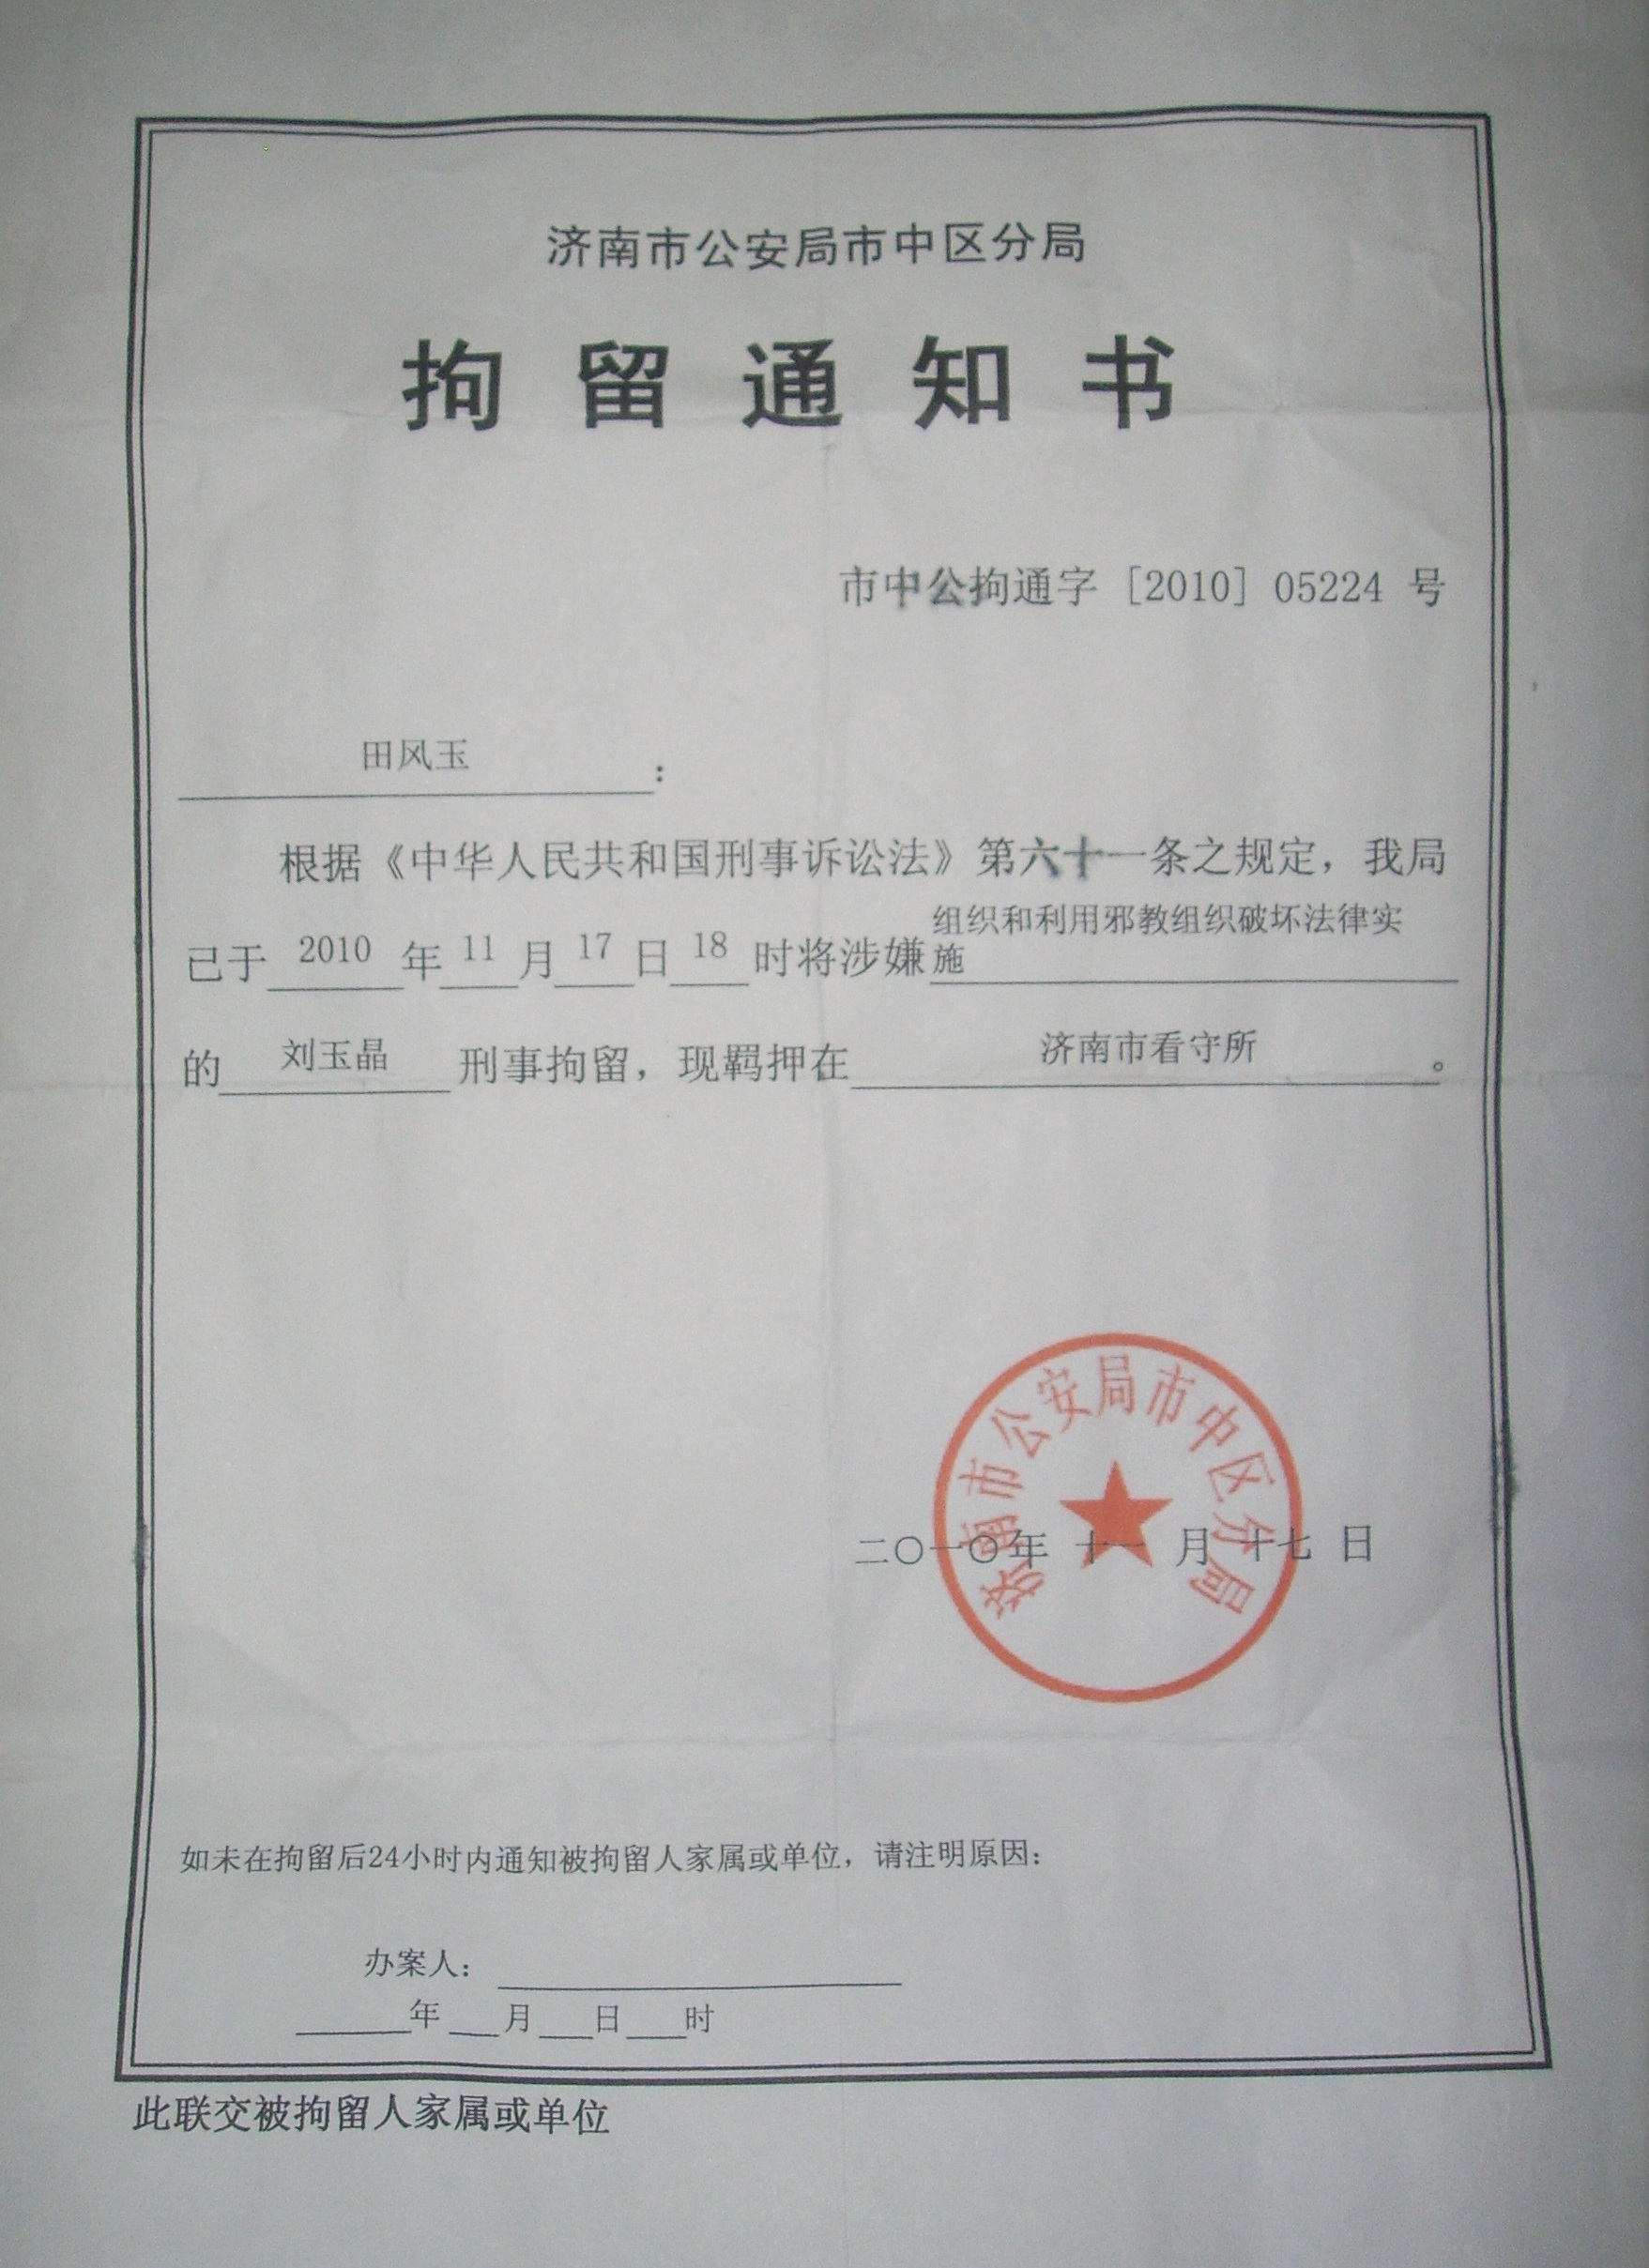 济南市公安局市中区分局
拘留通知书
市中公拘通字［2010］05224 号
田风玉：
根据《中华人民共和国刑事诉讼法》第六十一条之规定，我局
组织和利用邪教组织破坏法律实
已于 2010 年 11 月 17 日 18 时将涉嫌施
的 刘玉晶 刑事拘留，现羁押在 济南市看守所 。
济南市公安局市中区分局
二〇一〇年 十一 月 十七 日
如未在拘留后24小时内通知被拘留人家属或单位，请注明原因：
办案人：
年 月 日 时
此联交被拘留人家属或单位